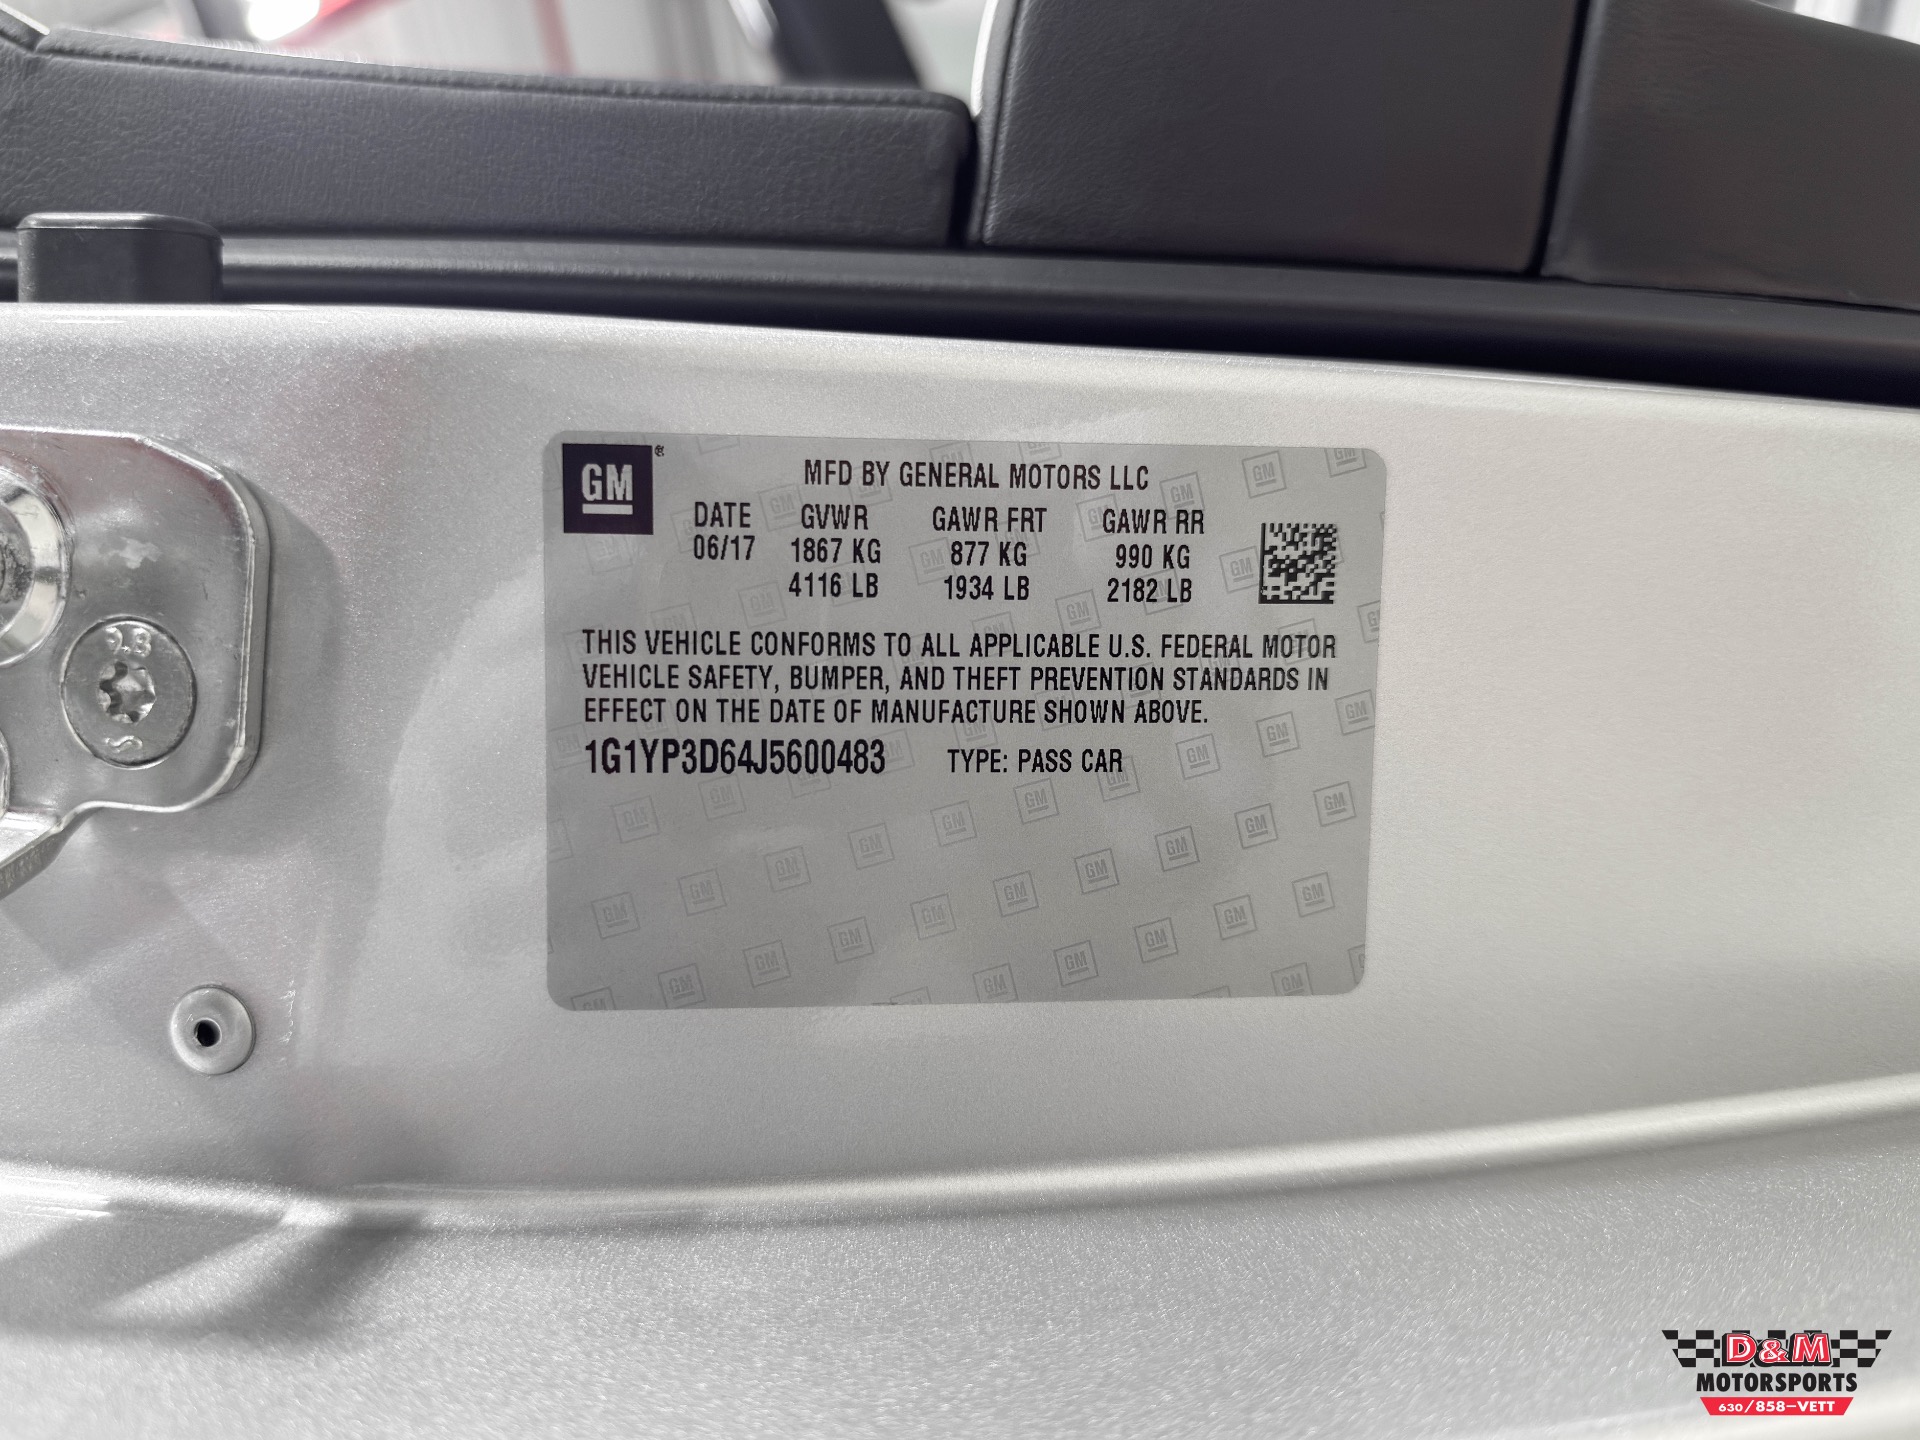 GM®
MFD BY GENERAL MOTORS LLC
DATE GVWR GAWR FRT GAWR RR
06/17 1867 KG 877 KG 990 KG
4116 LB 1934 LB 2182 LB
THIS VEHICLE CONFORMS TO ALL APPLICABLE U.S. FEDERAL MOTOR
VEHICLE SAFETY, BUMPER, AND THEFT PREVENTION STANDARDS IN
EFFECT ON THE DATE OF MANUFACTURE SHOWN ABOVE.
1G1YP3D64J5600483 TYPE: PASS CAR
9.8
S
D&M
MOTORSPORTS
630/858-VETT